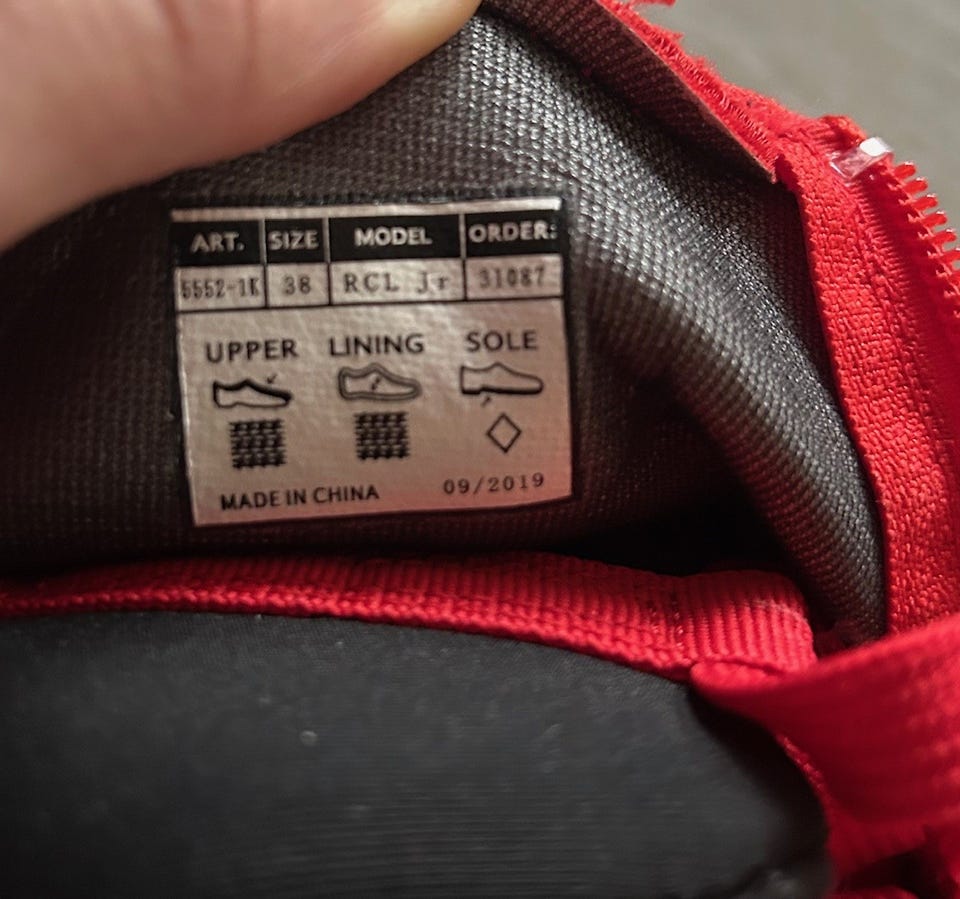 ART. SIZE MODEL ORDER:
5552-1K 38 RCL Jr 31087
UPPER LINING SOLE
MADE IN CHINA 09/2019